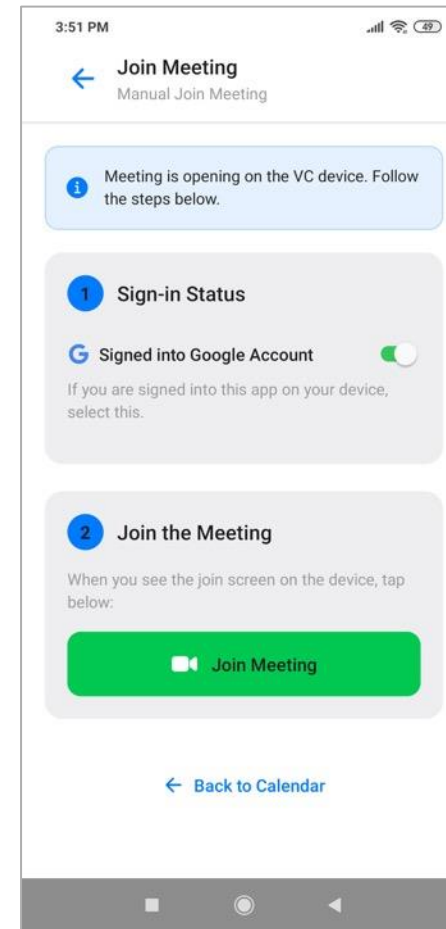 3:51 PM
49
Join Meeting
Manual Join Meeting
Meeting is opening on the VC device. Follow
the steps below.
1 Sign-in Status
G Signed into Google Account
If you are signed into this app on your device,
select this.
2 Join the Meeting
When you see the join screen on the device, tap
below:
Join Meeting
Back to Calendar